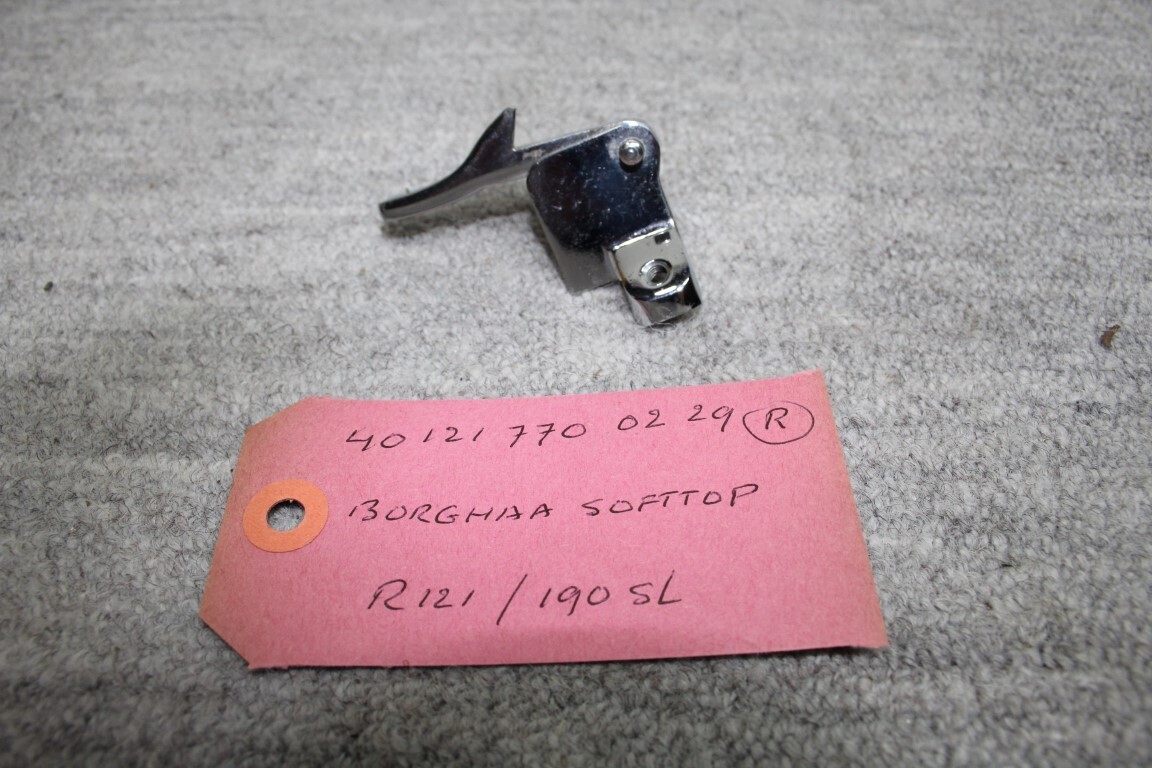 40 121 770 02 29 R
BORGHAA SOFTTOP
R121 / 190 SL